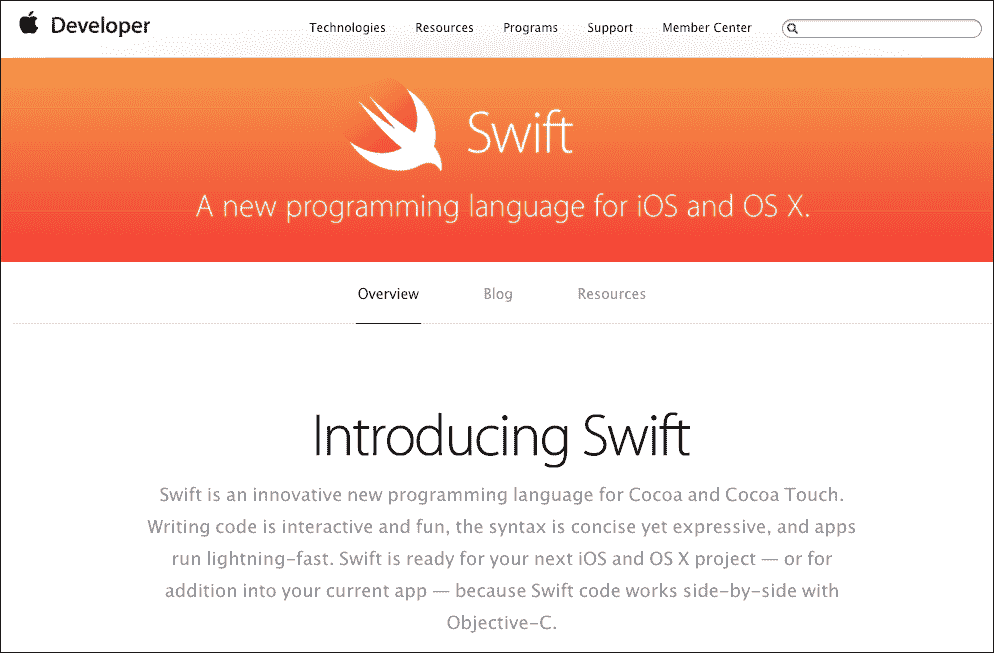 Developer
Technologies Resources Programs Support Member Center
Swift
A new programming language for iOS and OS X.
Overview Blog Resources
Introducing Swift
Swift is an innovative new programming language for Cocoa and Cocoa Touch.
Writing code is interactive and fun, the syntax is concise yet expressive, and apps
run lightning-fast. Swift is ready for your next iOS and OS X project — or for
addition into your current app — because Swift code works side-by-side with
Objective-C.